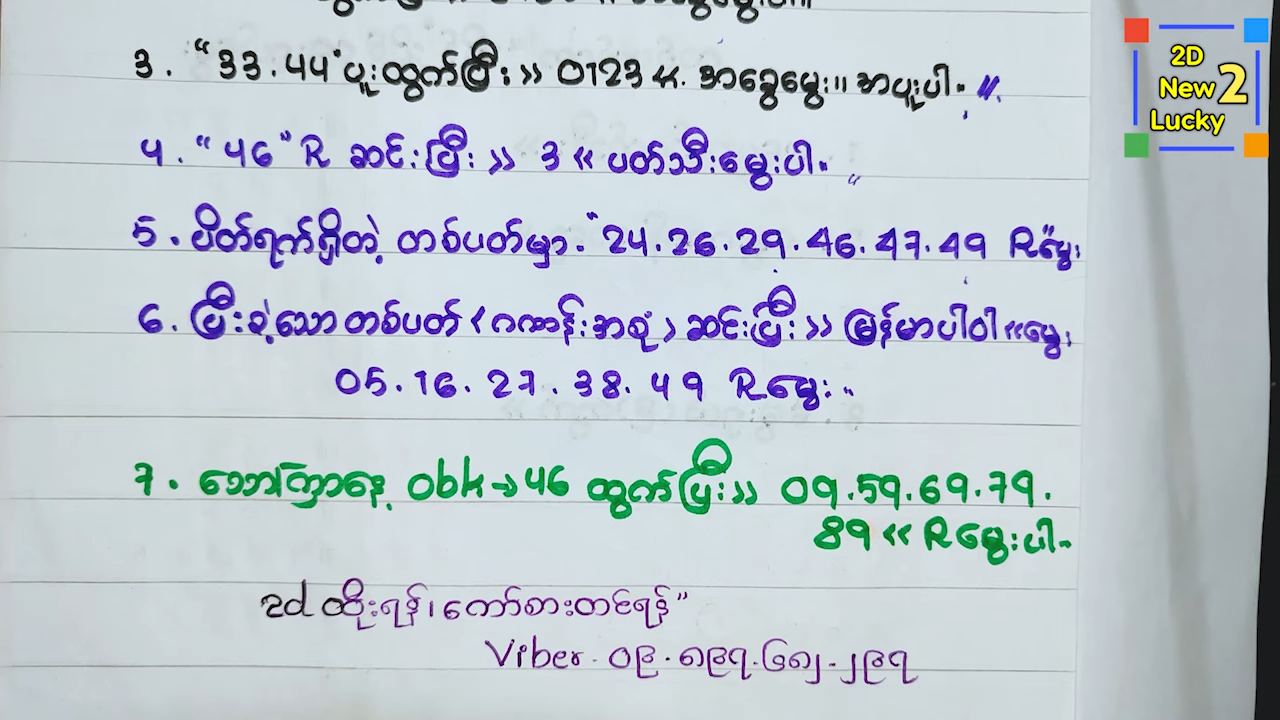 3. "33.44" ပူးထွက်ပြီး >> 0123 << အခွေမွေး။ အပူးပါ။
4. "46" R ဆင်းပြီး >> 3 << ပတ်သီးမွေးပါ။
5. ပိတ်ရက်ရှိတဲ့ တစ်ပတ်မှာ. "24.26.29.46.47.49 R" မွေး
6. ပြီးခဲ့သော တစ်ပတ် < ဂဏန်းအစုံ > ဆင်းပြီး >> မြန်မာပါဝါ << မွေး
05.16.27.38.49 R မွေး။
7. သောကြာနေ့ obk → 46 ထွက်ပြီး >> 09.59.69.79.
89 << R မွေးပါ။
2d ထိုးရန်၊ ကော်စားတင်ရန်"
Viber - ၀၉.၈၉၇.၆၈၂.၂၉၇
2D
New 2
Lucky